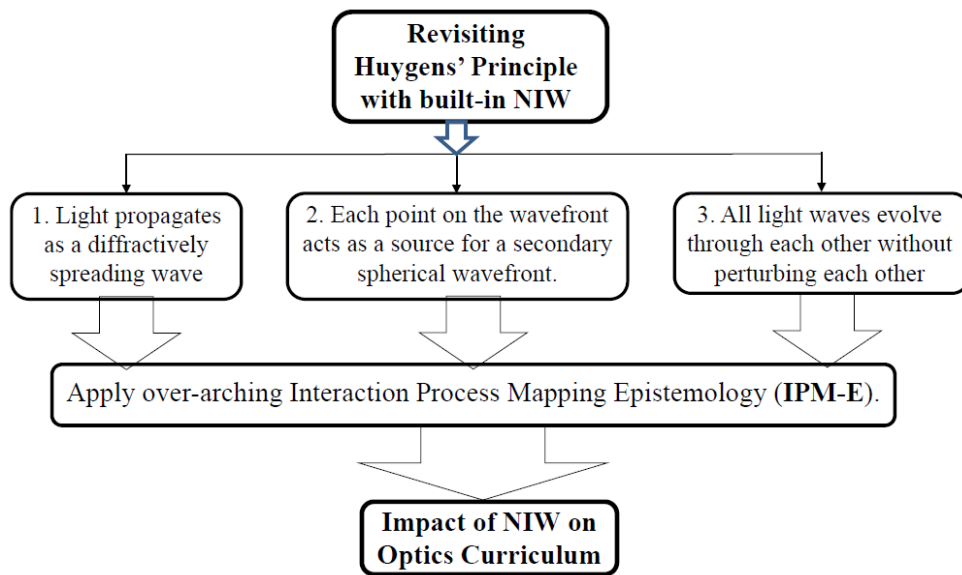 Revisiting
Huygens’ Principle
with built-in NIW
1. Light propagates
as a diffractively
spreading wave
2. Each point on the wavefront
acts as a source for a secondary
spherical wavefront.
3. All light waves evolve
through each other without
perturbing each other
Apply over-arching Interaction Process Mapping Epistemology (IPM-E).
Impact of NIW on
Optics Curriculum